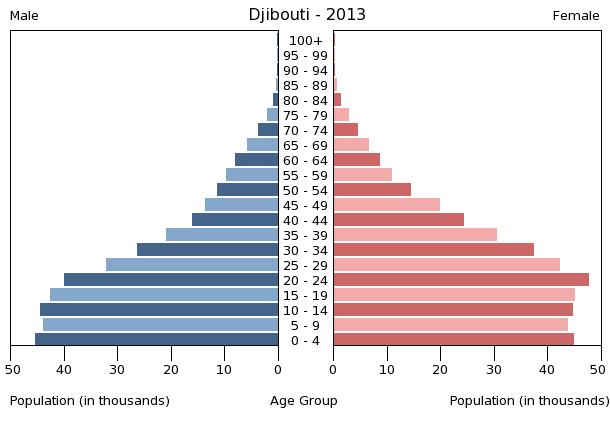 Djibouti - 2013
Male
Female
100+
95 - 99
90 - 94
85 - 89
80 - 84
75 - 79
70 - 74
65 - 69
60 - 64
55 - 59
50 - 54
45 - 49
40 - 44
35 - 39
30 - 34
25 - 29
20 - 24
15 - 19
10 - 14
5 - 9
0 - 4
50 40 30 20 10 0 0 10 20 30 40 50
Population (in thousands) Age Group Population (in thousands)